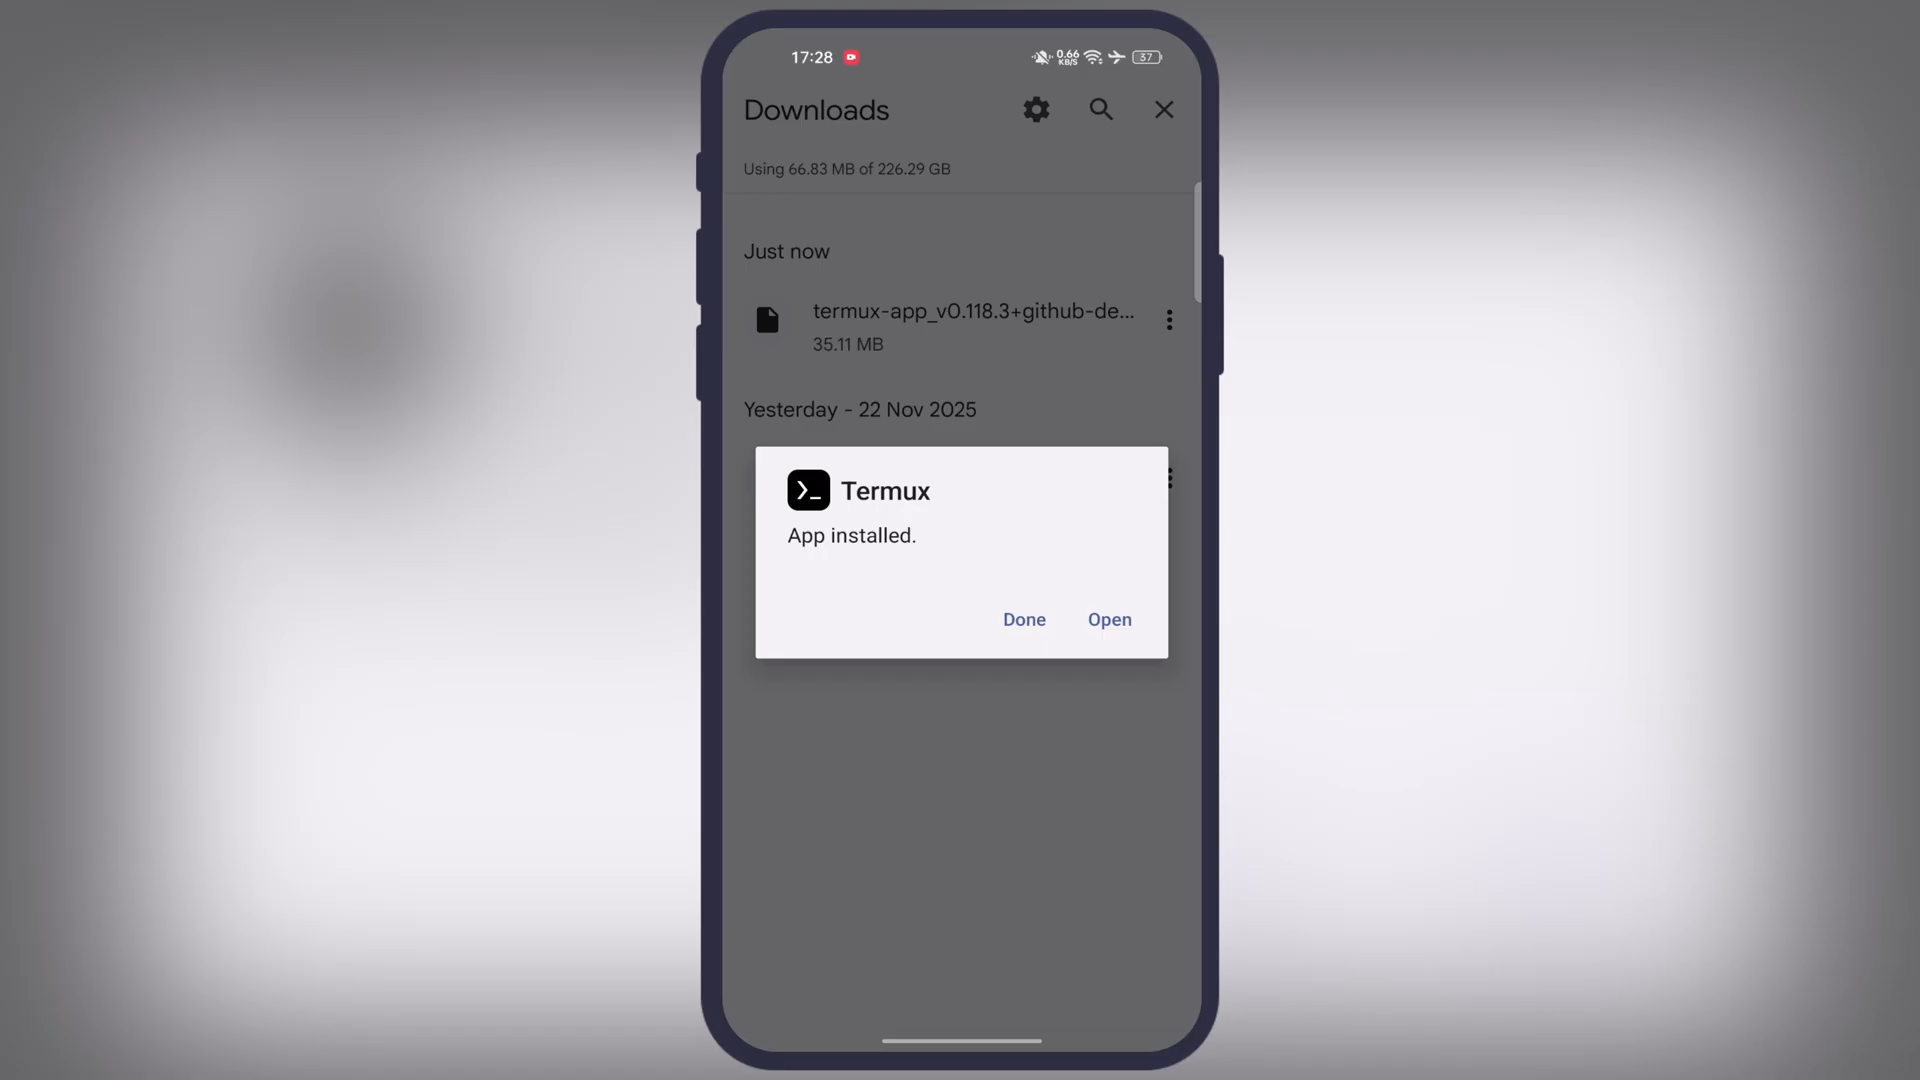 17:28
0.66
KB/S
37
Downloads
Using 66.83 MB of 226.29 GB
Just now
termux-app_v0.118.3+github-de...
35.11 MB
Yesterday - 22 Nov 2025
Termux
App installed.
Done Open